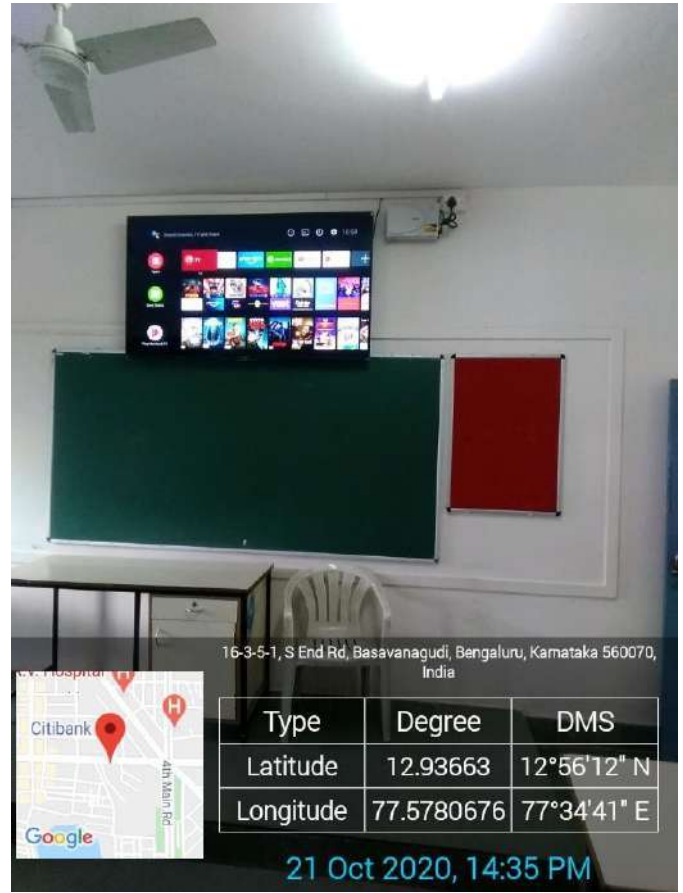 16-3-5-1, S End Rd, Basavanagudi, Bengaluru, Karnataka 560070,
India
Hospital
Citibank
4th Main Rd
Google
Type Degree DMS
Latitude 12.93663 12°56'12" N
Longitude 77.5780676 77°34'41" E
21 Oct 2020, 14:35 PM